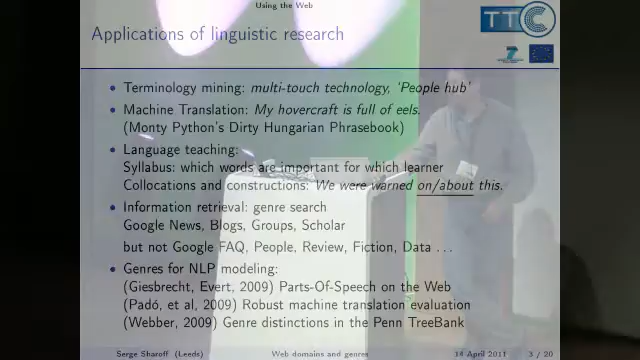 Using the Web
Applications of linguistic research
TTC
• Terminology mining: multi-touch technology, 'People hub'
• Machine Translation: My hovercraft is full of eels.
(Monty Python's Dirty Hungarian Phrasebook)
• Language teaching:
Syllabus: which words are important for which learner
Collocations and constructions: We were warned on/about this.
• Information retrieval: genre search
Google News, Blogs, Groups, Scholar
but not Google FAQ, People, Review, Fiction, Data ...
• Genres for NLP modeling:
(Giesbrecht, Evert, 2009) Parts-Of-Speech on the Web
(Padó, et al, 2009) Robust machine translation evaluation
(Webber, 2009) Genre distinctions in the Penn TreeBank
Serge Sharoff (Leeds) Web domains and genres 14 April 2011 3 / 20